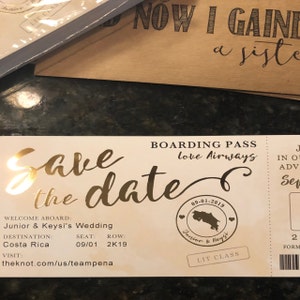 NOW I GAIN
a siste
BOARDING PASS
love Airways
Save
the date
WELCOME ABOARD:
Junior & Keysi's Wedding
DESTINATION: SEAT: ROW:
Costa Rica 09/01 2K19
VISIT:
theknot.com/us/teampena
09.01.2019
Junior & Keysi
LIT CLASS
J
IN O
ADV
Se
2
FORM